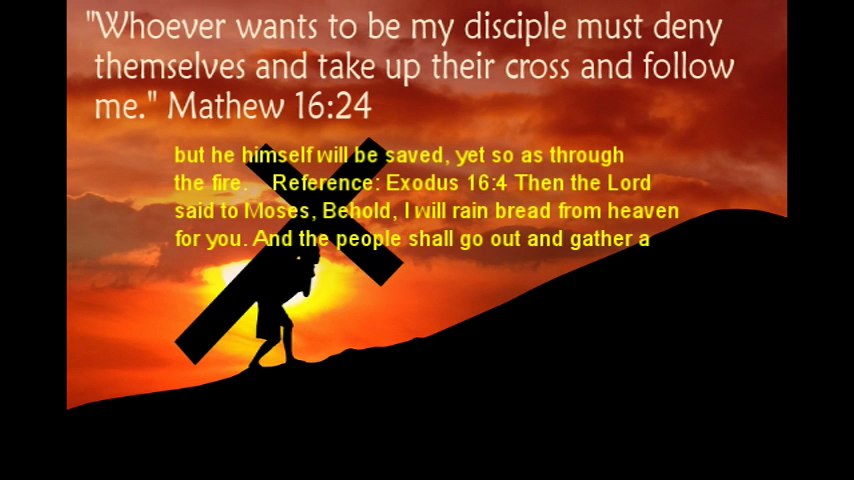 "Whoever wants to be my disciple must deny
themselves and take up their cross and follow
me." Mathew 16:24
but he himself will be saved, yet so as through
the fire. Reference: Exodus 16:4 Then the Lord
said to Moses, Behold, I will rain bread from heaven
for you. And the people shall go out and gather a